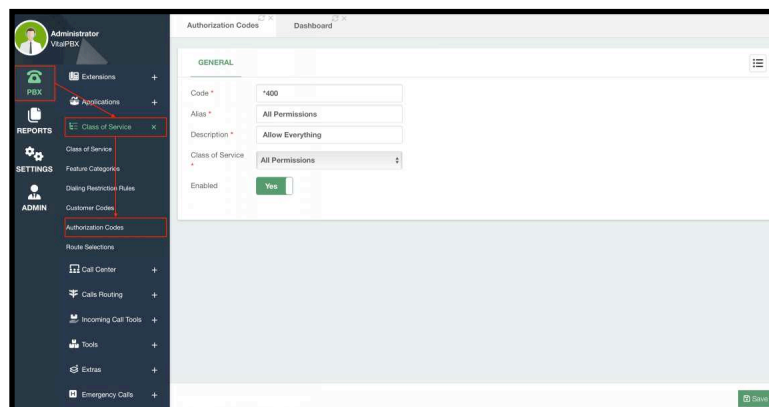 Administrator
VitalPBX
PBX
REPORTS
SETTINGS
ADMIN
Extensions +
Applications +
Class of Service ×
Class of Service
Feature Categories
Dialing Restriction Rules
Customer Codes
Authorization Codes
Route Selections
Call Center +
Calls Routing +
Incoming Call Tools +
Tools +
Extras +
Emergency Calls +
Authorization Codes
Dashboard
GENERAL
Code * *400
Alias * All Permissions
Description * Allow Everything
Class of Service * All Permissions
Enabled Yes
Save